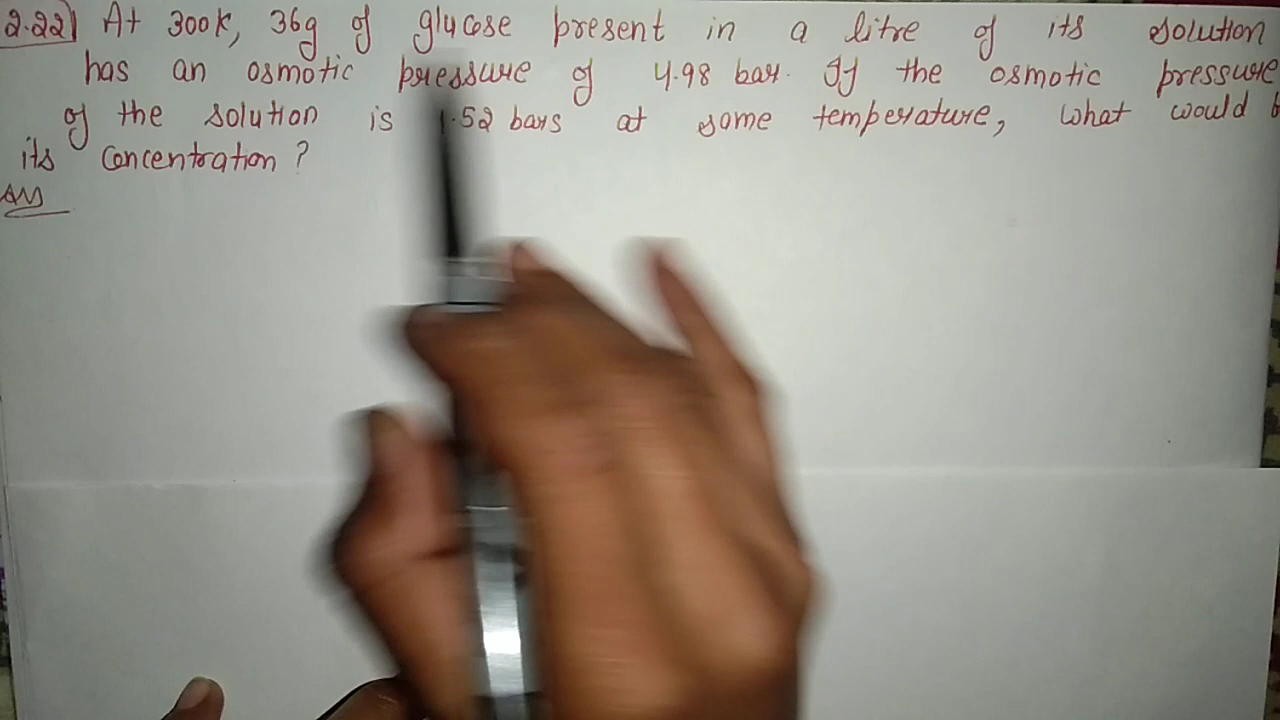 2.22) At 300K, 36g of glucose present in a litre of its solution
has an osmotic pressure of 4.98 bar. If the osmotic pressure
of the solution is 1.52 bars at same temperature, what would
its concentration?
Ans